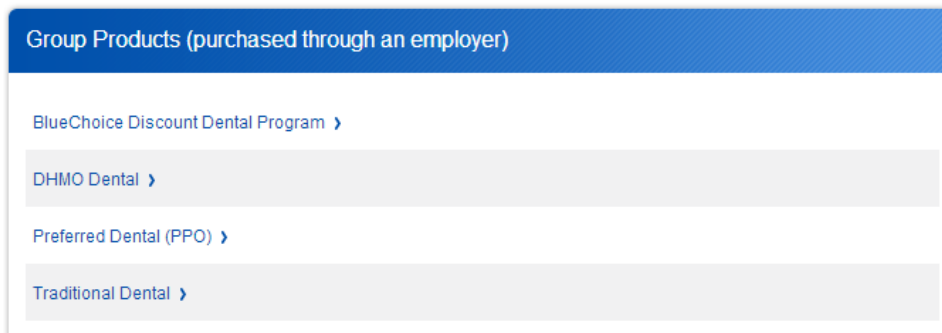 Group Products (purchased through an employer)
BlueChoice Discount Dental Program ›
DHMO Dental ›
Preferred Dental (PPO) ›
Traditional Dental ›